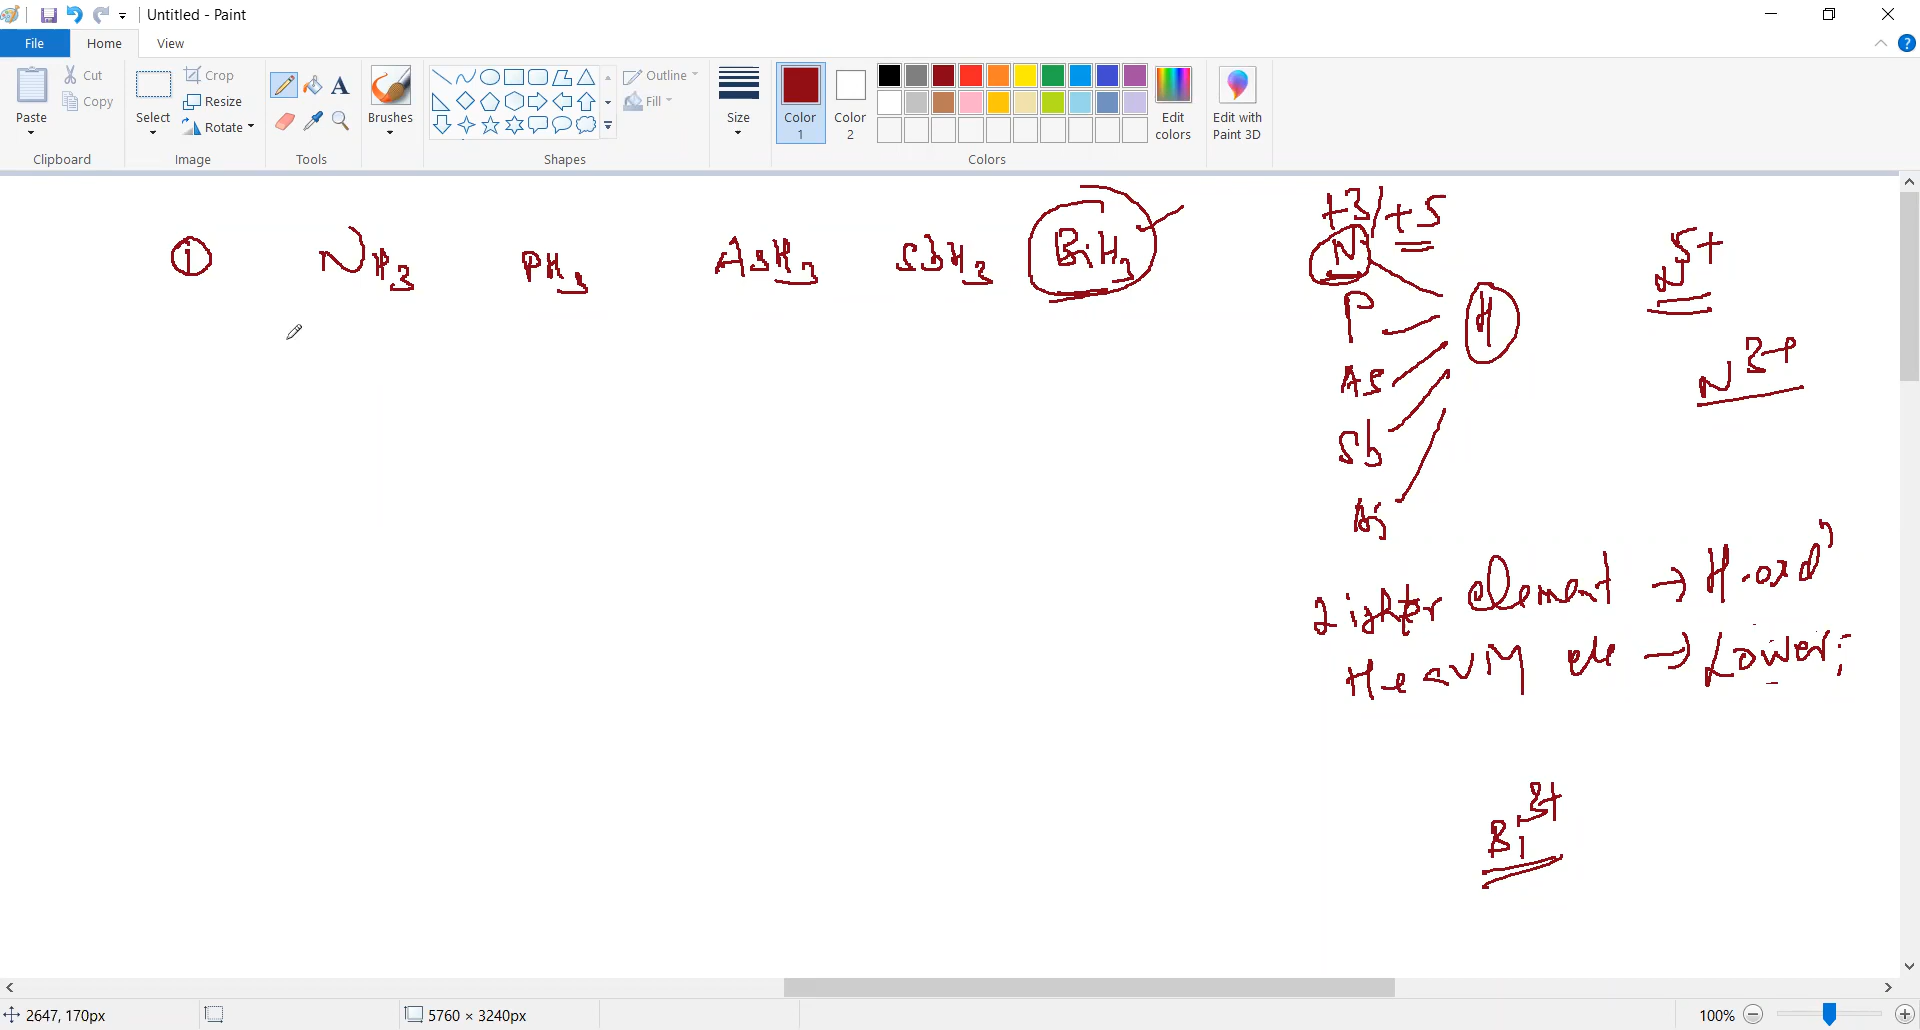 Untitled - Paint
File Home View
Paste
Cut
Copy
Clipboard
Select
Crop
Resize
Rotate
Image
Tools
Brushes
Shapes
Outline
Fill
Size
Color 1
Color 2
Colors
Edit colors
Edit with Paint 3D
① NH3 PH3 AsH3 SbH3 BiH3
+3/+5
N
P
As
Sb
H
N5+
N3+
Lighter element → H.oxd
Heavy ele → Lower
Bi3+
2647, 170px
5760 × 3240px
100%